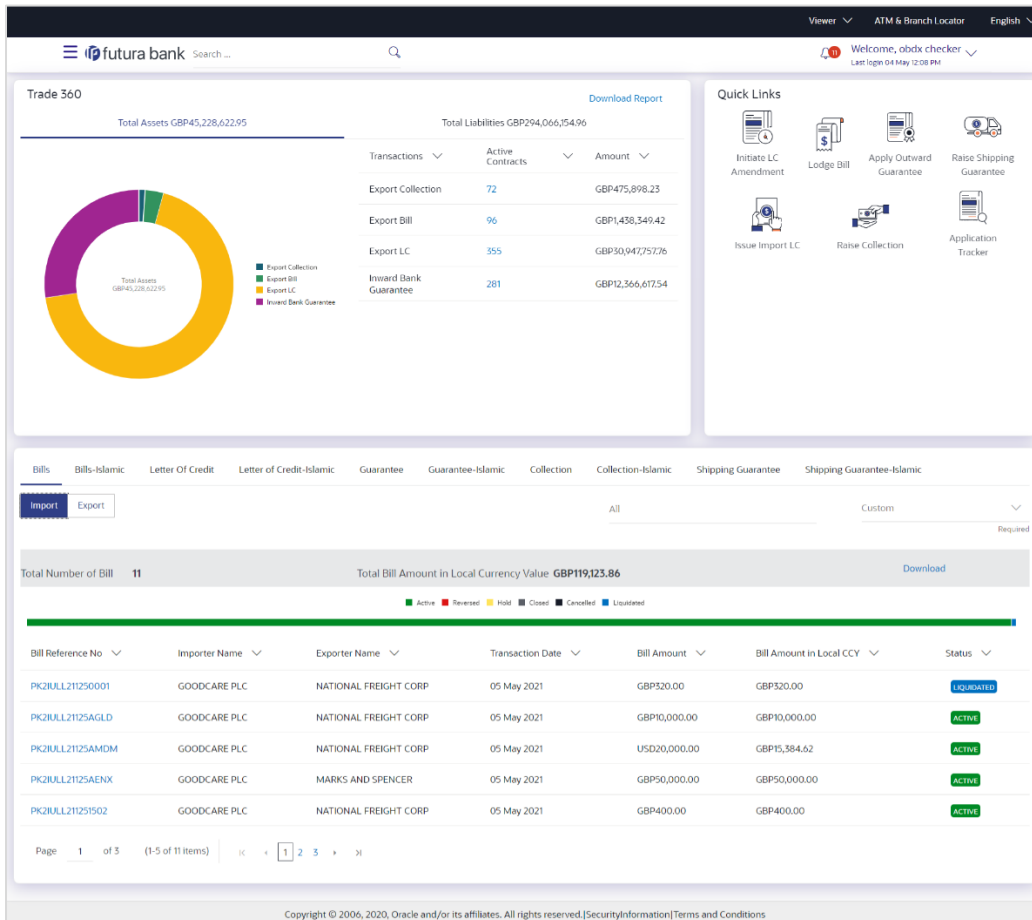 Viewer ATM & Branch Locator English
futura bank Search ... 11 Welcome, obdx checker
Last login 04 May 12:08 PM
Trade 360 Download Report
Total Assets GBP45,228,622.95 Total Liabilities GBP294,066,154.96
Transactions Active Contracts Amount
Export Collection 72 GBP475,898.23
Export Bill 96 GBP1,438,349.42
Export LC 355 GBP30,947,757.76
Inward Bank Guarantee 281 GBP12,366,617.54
Total Assets
GBP45,228,622.95
Export Collection
Export Bill
Export LC
Inward Bank Guarantee
Quick Links
Initiate LC Amendment
Lodge Bill
Apply Outward Guarantee
Raise Shipping Guarantee
Issue Import LC
Raise Collection
Application Tracker
Bills Bills-Islamic Letter Of Credit Letter of Credit-Islamic Guarantee Guarantee-Islamic Collection Collection-Islamic Shipping Guarantee Shipping Guarantee-Islamic
Import Export All Custom
Required
Total Number of Bill 11 Total Bill Amount in Local Currency Value GBP119,123.86 Download
Active Reversed Hold Closed Cancelled Liquidated
Bill Reference No Importer Name Exporter Name Transaction Date Bill Amount Bill Amount in Local CCY Status
PK2IULL211250001 GOODCARE PLC NATIONAL FREIGHT CORP 05 May 2021 GBP320.00 GBP320.00 LIQUIDATED
PK2IULL21125AGLD GOODCARE PLC NATIONAL FREIGHT CORP 05 May 2021 GBP10,000.00 GBP10,000.00 ACTIVE
PK2IULL21125AMDM GOODCARE PLC NATIONAL FREIGHT CORP 05 May 2021 USD20,000.00 GBP15,384.62 ACTIVE
PK2IULL21125AENX GOODCARE PLC MARKS AND SPENCER 05 May 2021 GBP50,000.00 GBP50,000.00 ACTIVE
PK2IULL211251502 GOODCARE PLC NATIONAL FREIGHT CORP 05 May 2021 GBP400.00 GBP400.00 ACTIVE
Page 1 of 3 (1-5 of 11 items) 1 2 3
Copyright © 2006, 2020, Oracle and/or its affiliates. All rights reserved.|SecurityInformation|Terms and Conditions